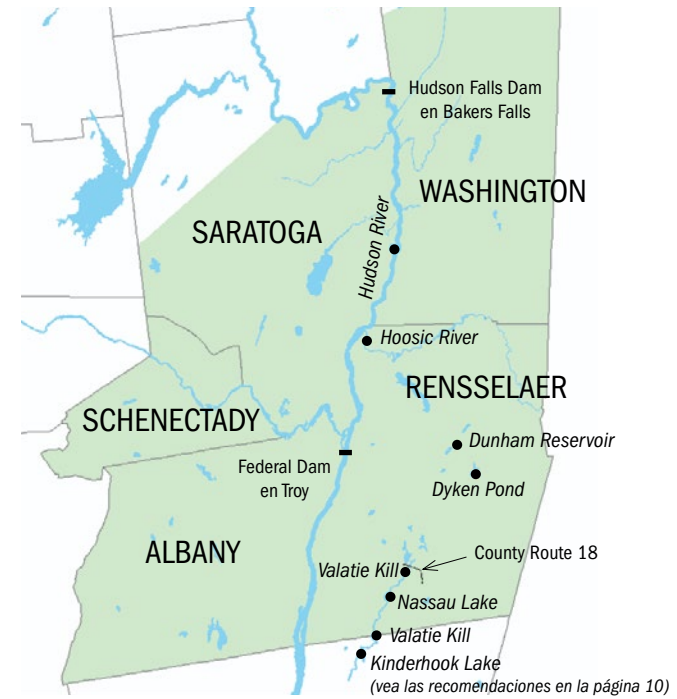 Hudson Falls Dam
en Bakers Falls
WASHINGTON
SARATOGA
Hudson River
Hoosic River
RENSSELAER
SCHENECTADY
Dunham Reservoir
Federal Dam
en Troy
Dyken Pond
ALBANY
County Route 18
Valatie Kill
Nassau Lake
Valatie Kill
Kinderhook Lake
(vea las recomendaciones en la página 10)